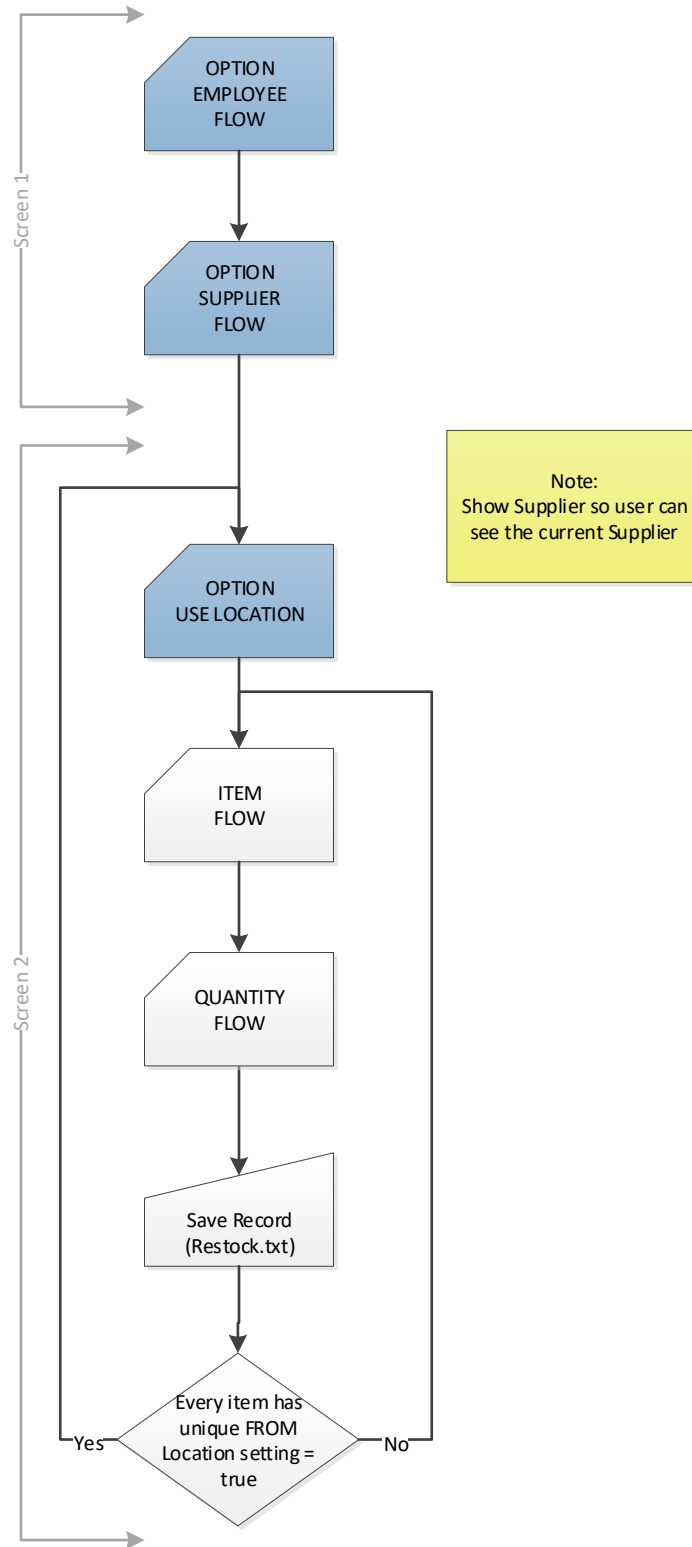 Screen 1
OPTION
EMPLOYEE
FLOW
OPTION
SUPPLIER
FLOW
Note:
Show Supplier so user can
see the current Supplier
Screen 2
OPTION
USE LOCATION
ITEM
FLOW
QUANTITY
FLOW
Save Record
(Restock.txt)
Every item has
unique FROM
Location setting =
true
Yes
No